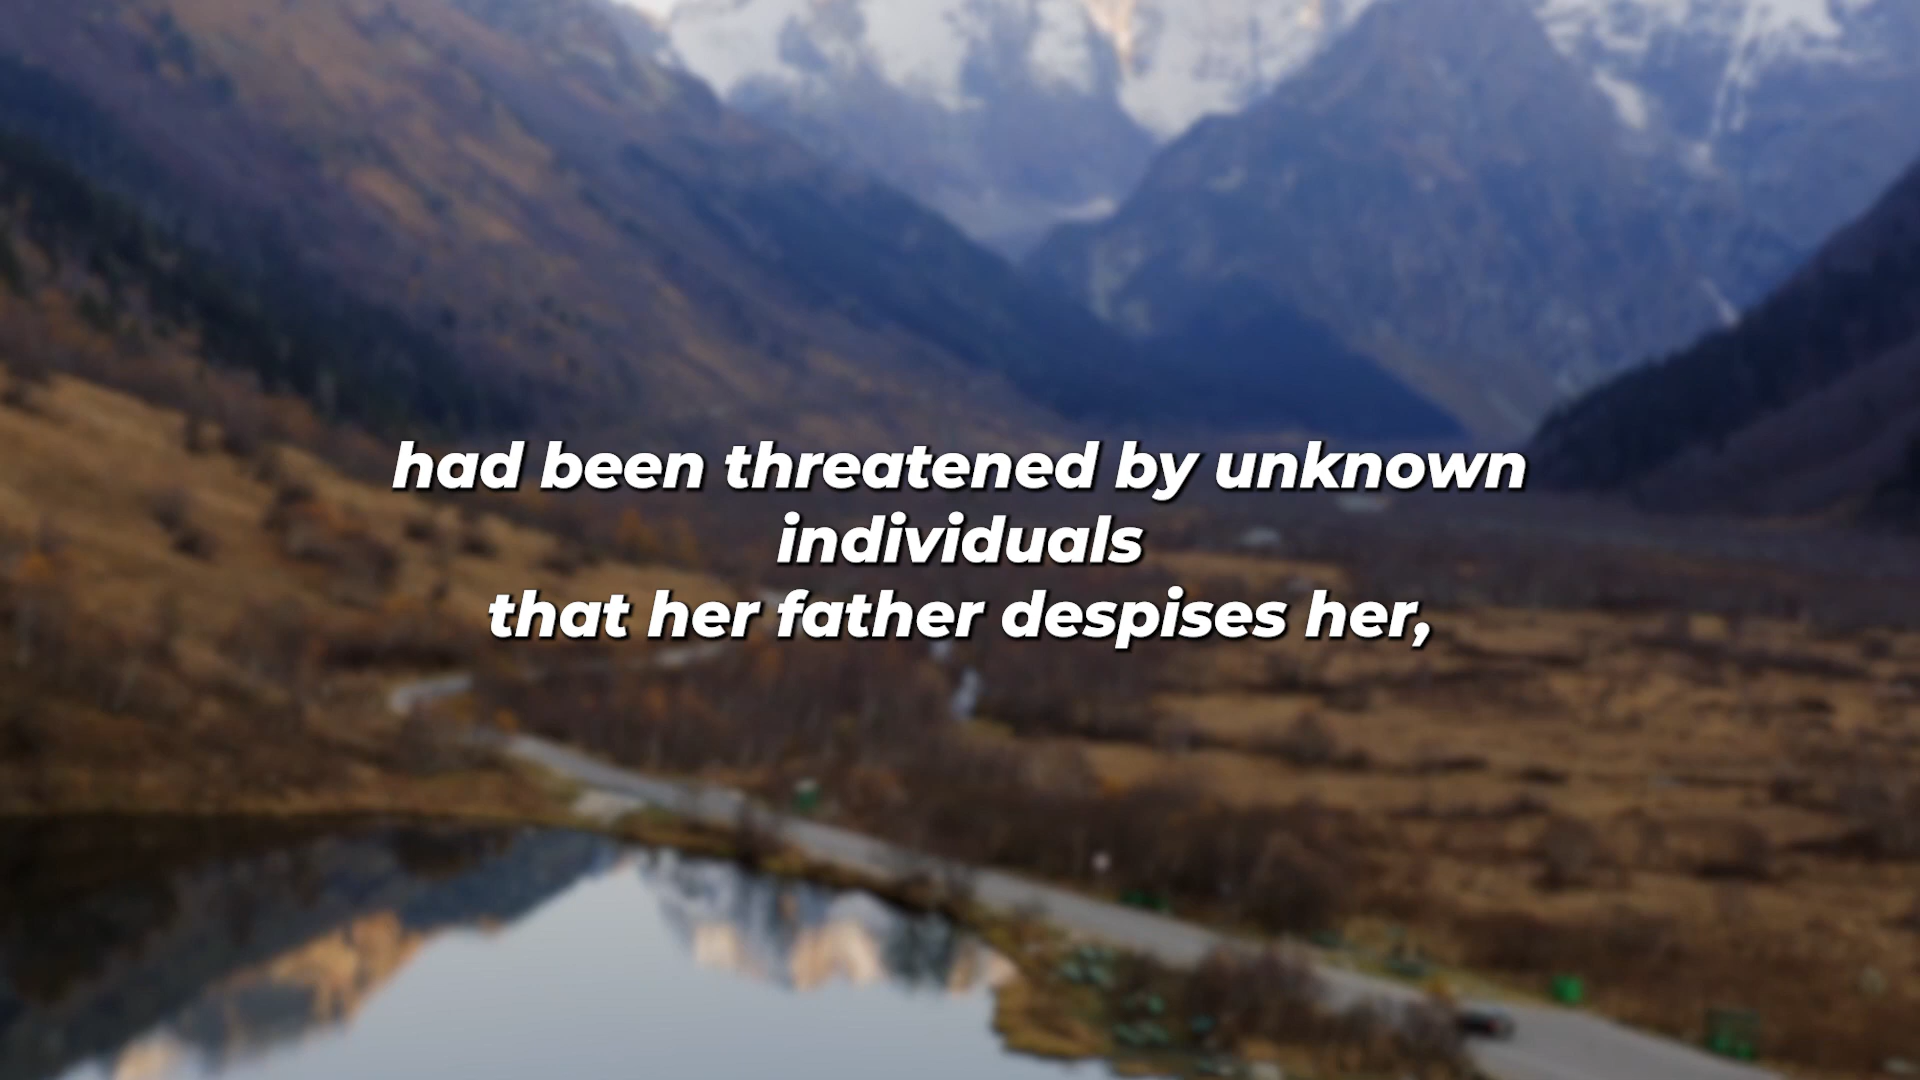 had been threatened by unknown
individuals
that her father despises her,